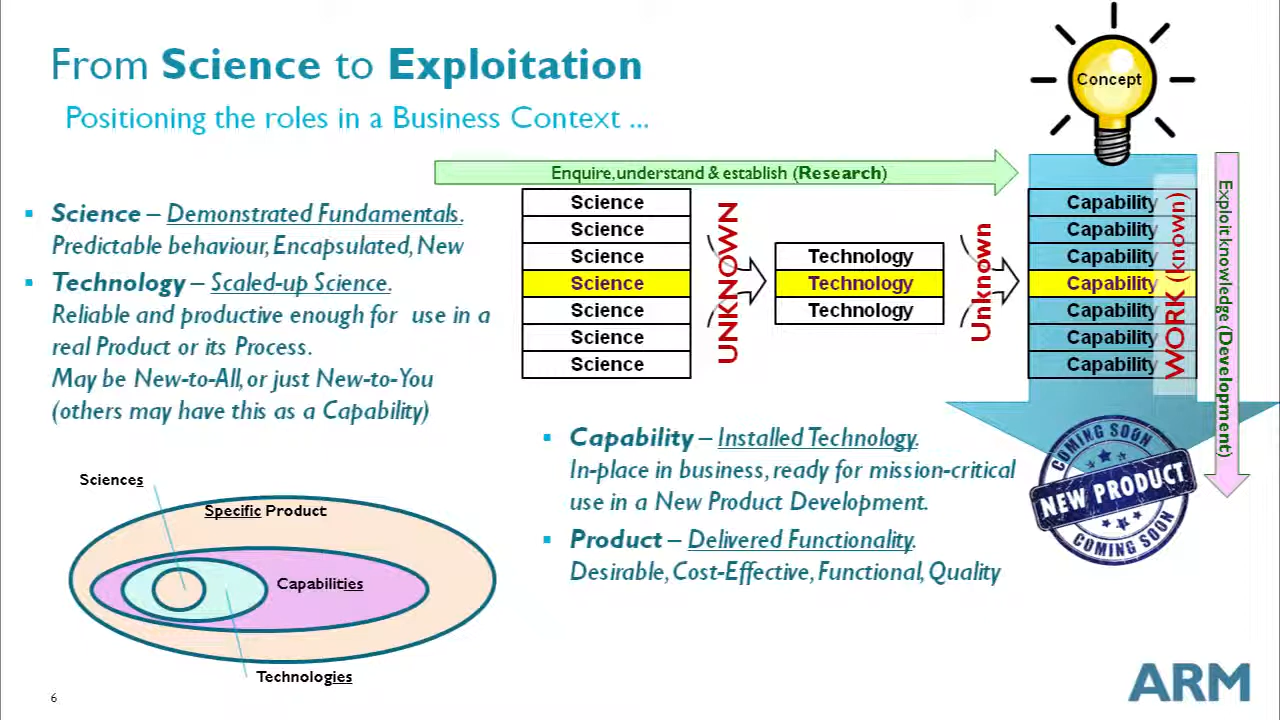 From Science to Exploitation
Positioning the roles in a Business Context ...
Concept
Enquire, understand & establish (Research)
▪ Science – Demonstrated Fundamentals.
Predictable behaviour, Encapsulated, New
▪ Technology – Scaled-up Science.
Reliable and productive enough for use in a
real Product or its Process.
May be New-to-All, or just New-to-You
(others may have this as a Capability)
Science
Science
Science
Science
Science
Science
Science
UNKNOWN
Technology
Technology
Technology
Unknown
Capability
Capability
Capability
Capability
Capability
Capability
Capability
WORK (known)
Exploit knowledge (Development)
▪ Capability – Installed Technology.
In-place in business, ready for mission-critical
use in a New Product Development.
▪ Product – Delivered Functionality.
Desirable, Cost-Effective, Functional, Quality
COMING SOON
NEW PRODUCT
COMING SOON
Sciences
Specific Product
Capabilities
Technologies
6
ARM